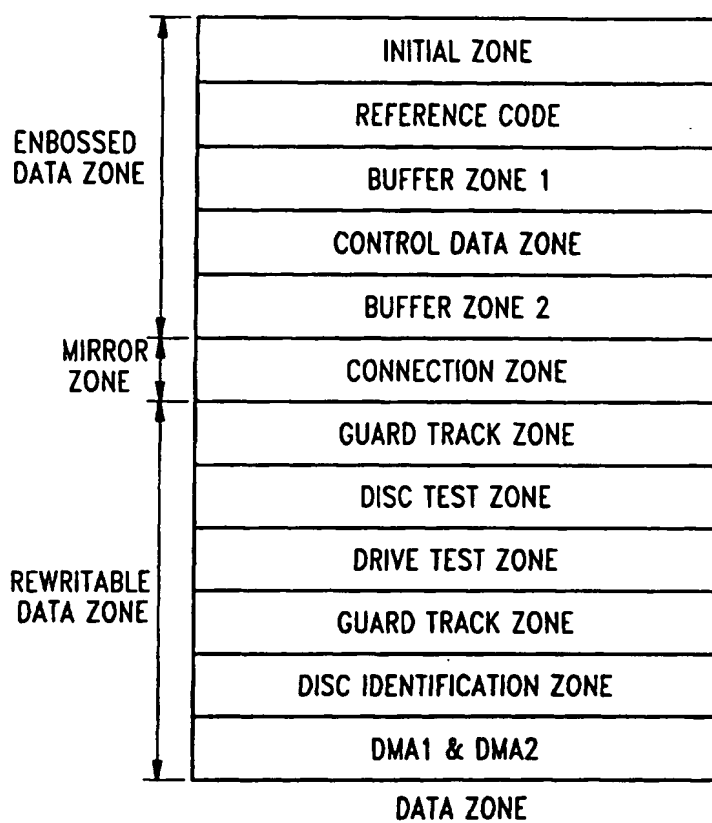 INITIAL ZONE
REFERENCE CODE
ENBOSSED
DATA ZONE
BUFFER ZONE 1
CONTROL DATA ZONE
BUFFER ZONE 2
MIRROR
ZONE
CONNECTION ZONE
GUARD TRACK ZONE
DISC TEST ZONE
DRIVE TEST ZONE
REWRITABLE
DATA ZONE
GUARD TRACK ZONE
DISC IDENTIFICATION ZONE
DMA1 & DMA2
DATA ZONE